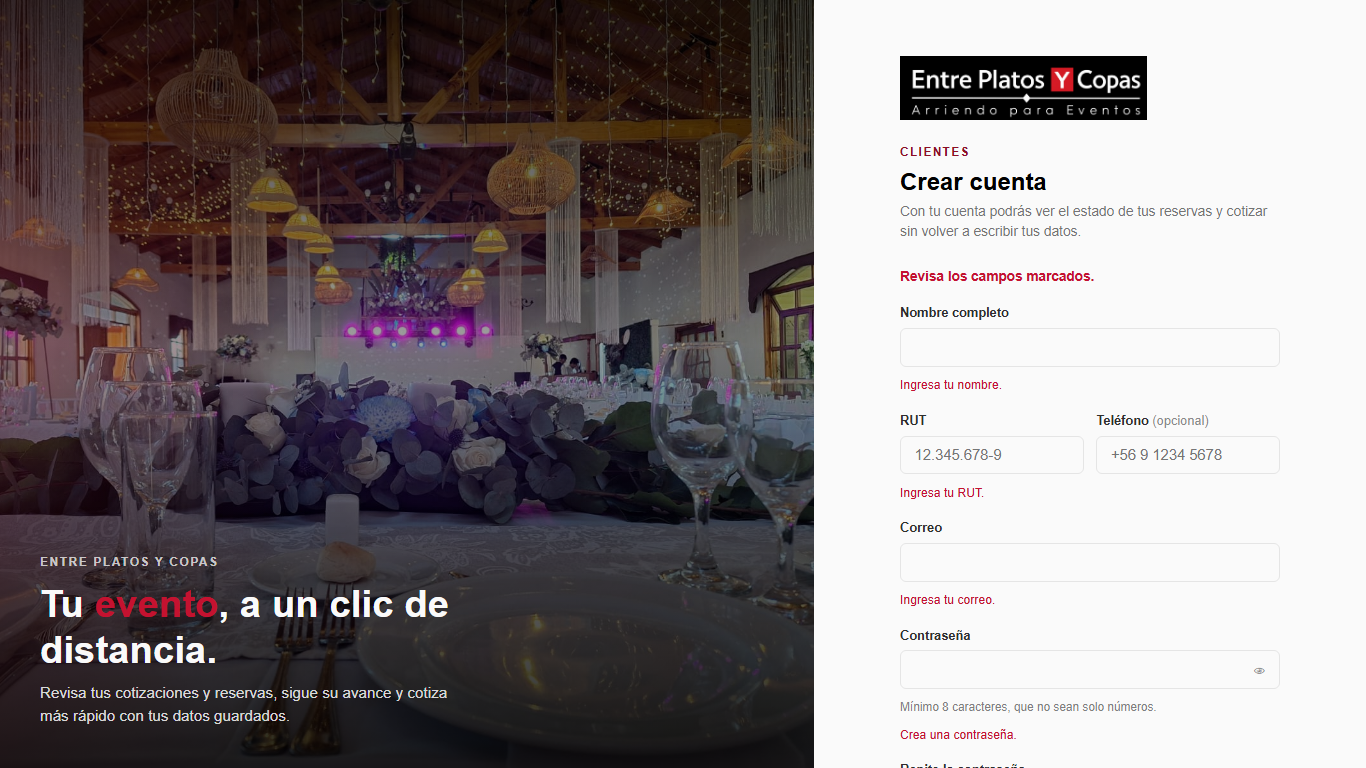 Entre Platos Y Copas
Arriendo para Eventos
CLIENTES
Crear cuenta
Con tu cuenta podrás ver el estado de tus reservas y cotizar
sin volver a escribir tus datos.
Revisa los campos marcados.
Nombre completo
Ingresa tu nombre.
RUT
Teléfono (opcional)
12.345.678-9
+56 9 1234 5678
Ingresa tu RUT.
Correo
Ingresa tu correo.
Contraseña
Mínimo 8 caracteres, que no sean solo números.
Crea una contraseña.
ENTRE PLATOS Y COPAS
Tu evento, a un clic de
distancia.
Revisa tus cotizaciones y reservas, sigue su avance y cotiza
más rápido con tus datos guardados.